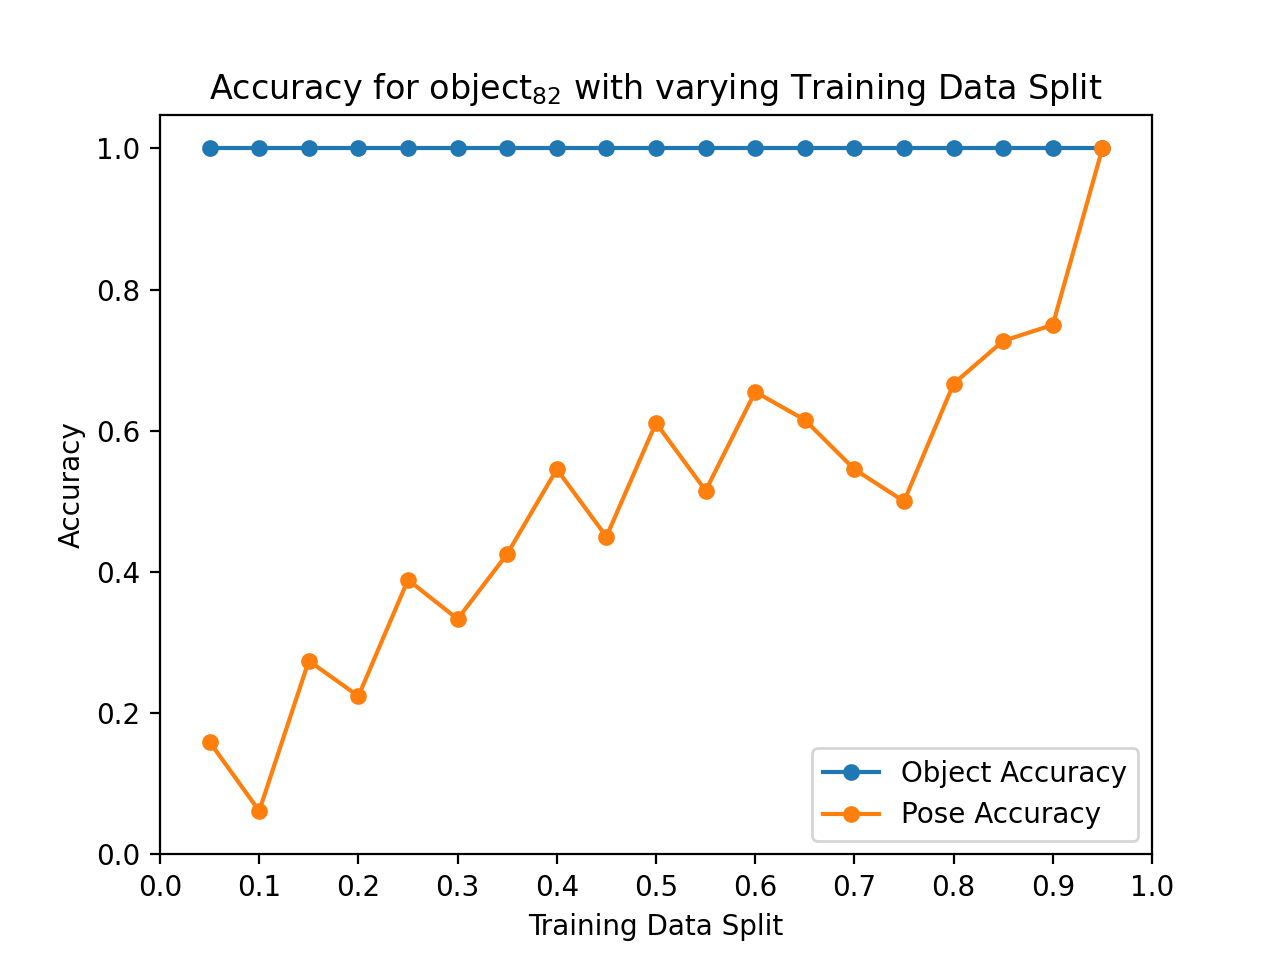 Accuracy for object₈₂ with varying Training Data Split
1.0
0.8
0.6
0.4
0.2
0.0
Accuracy
Object Accuracy
Pose Accuracy
0.0 0.1 0.2 0.3 0.4 0.5 0.6 0.7 0.8 0.9 1.0
Training Data Split